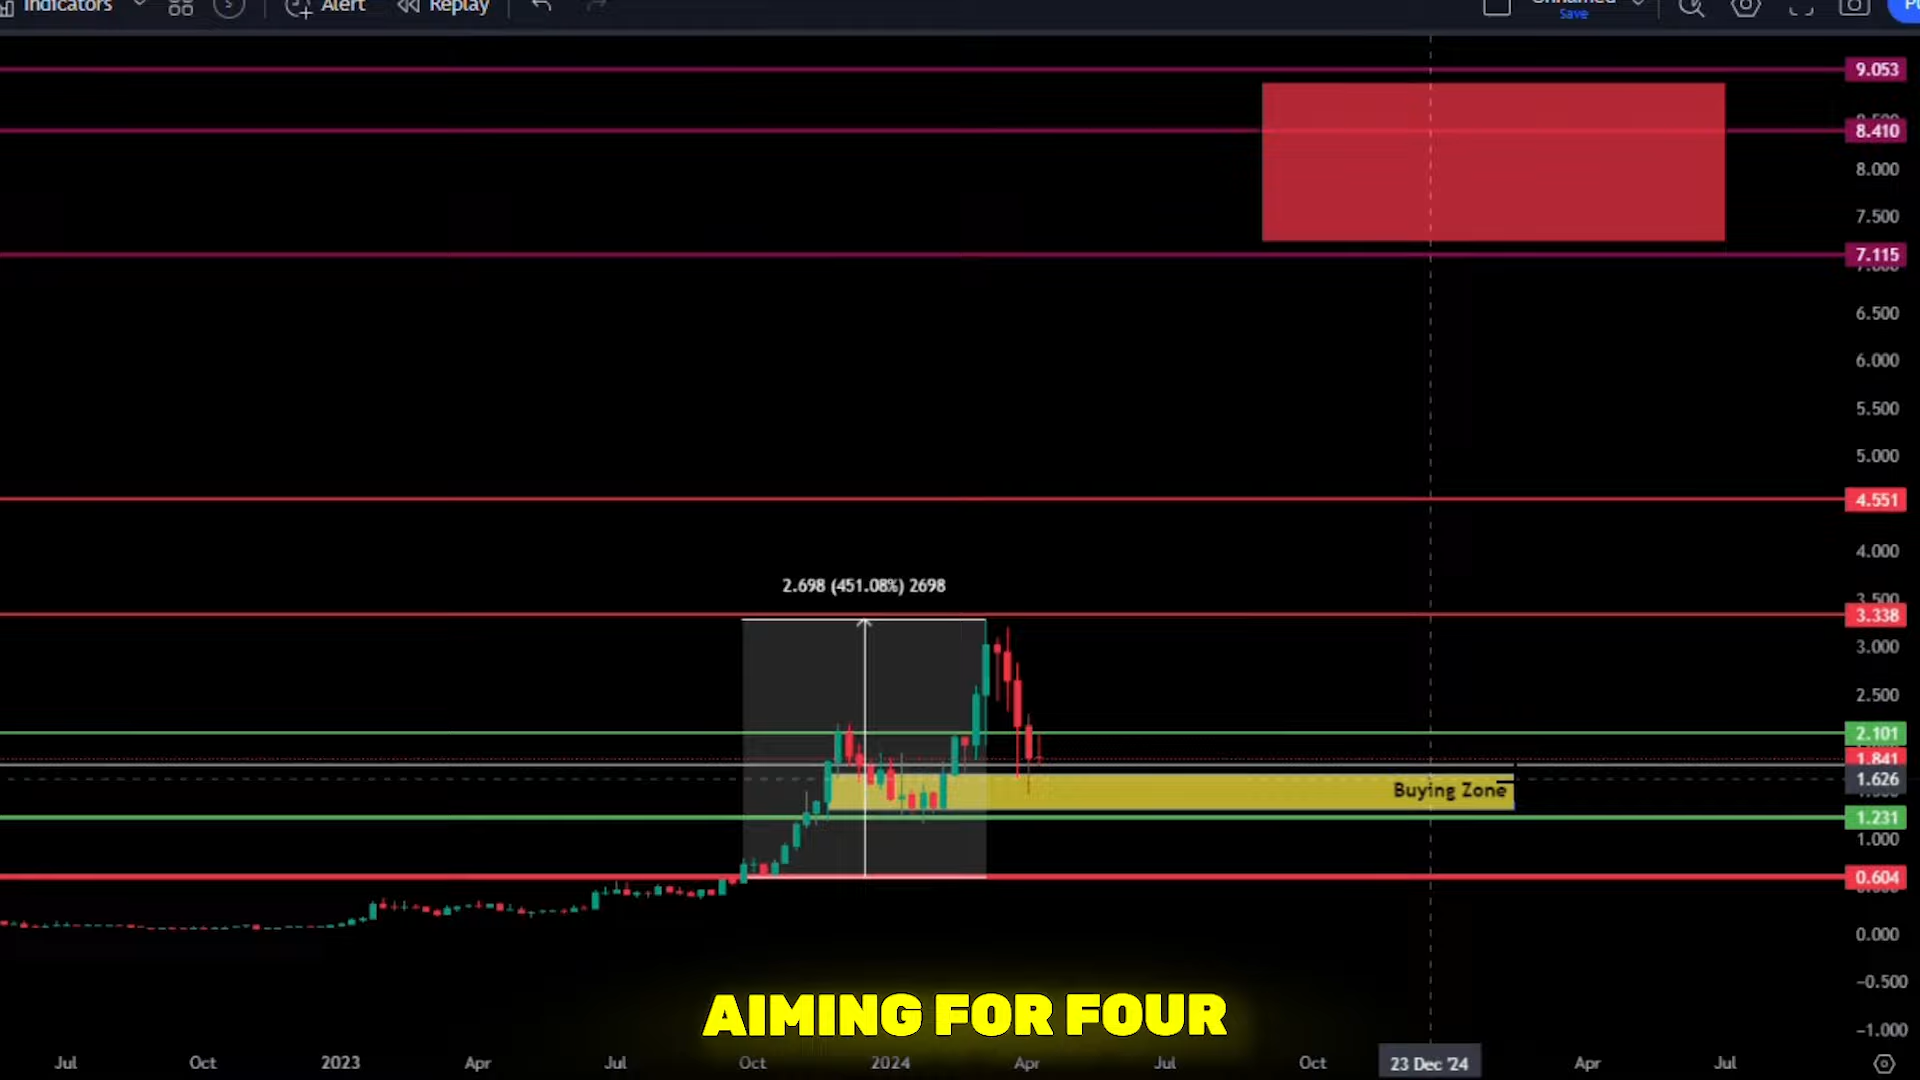 Indicators
Alert
Replay
Unnamed
Save
9.053
8.410
8.000
7.500
7.115
6.500
6.000
5.500
5.000
4.551
4.000
2.698 (451.08%) 2698
3.500
3.338
3.000
2.500
2.101
1.841
1.626
Buying Zone
1.231
1.000
0.604
0.000
-0.500
AIMING FOR FOUR
-1.000
Jul Oct 2023 Apr Jul Oct 2024 Apr Jul Oct 23 Dec '24 Apr Jul